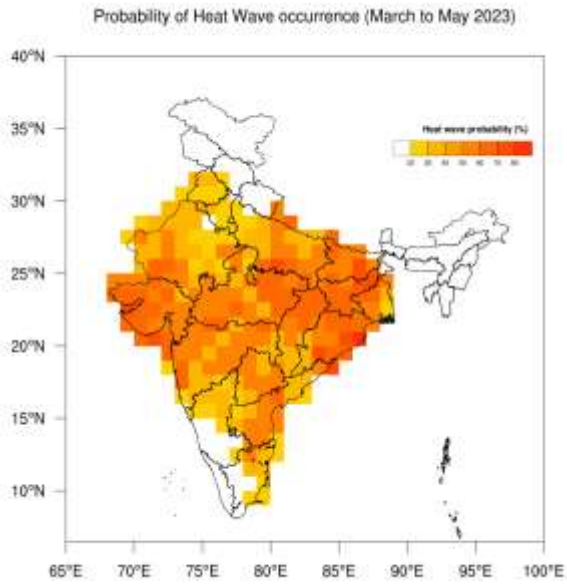 Probability of Heat Wave occurrence (March to May 2023)
40°N
35°N
30°N
25°N
20°N
15°N
10°N
Heat wave probability (%)
65°E 70°E 75°E 80°E 85°E 90°E 95°E 100°E